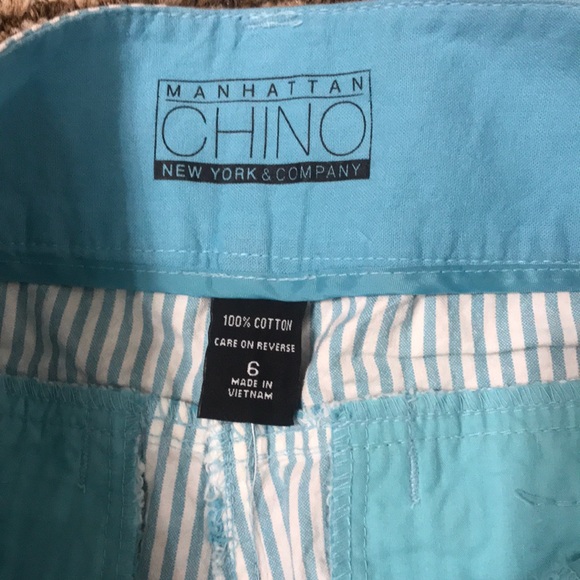 MANHATTAN
CHINO
NEW YORK & COMPANY
100% COTTON
CARE ON REVERSE
6
MADE IN
VIETNAM